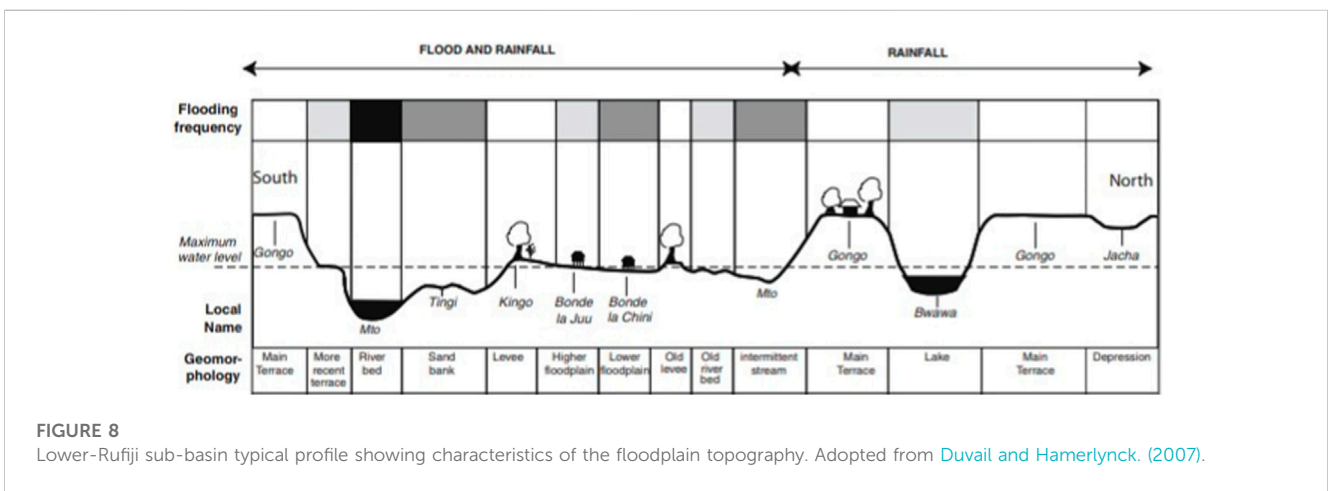 FLOOD AND RAINFALL
RAINFALL
Flooding
frequency
South
North
Maximum
water level
Gongo
Gongo
Gongo
Jacha
Tingi
Kingo
Bonde
la Juu
Bonde
la Chini
Mto
Mto
Bwawa
Local
Name
Geomor-
phology
Main
Terrace
More
recent
terrace
River
bed
Sand
bank
Levee
Higher
floodplain
Lower
floodplain
Old
levee
Old
river
bed
intermittent
stream
Main
Terrace
Lake
Main
Terrace
Depression
FIGURE 8
Lower-Rufiji sub-basin typical profile showing characteristics of the floodplain topography. Adopted from Duvail and Hamerlynck. (2007).